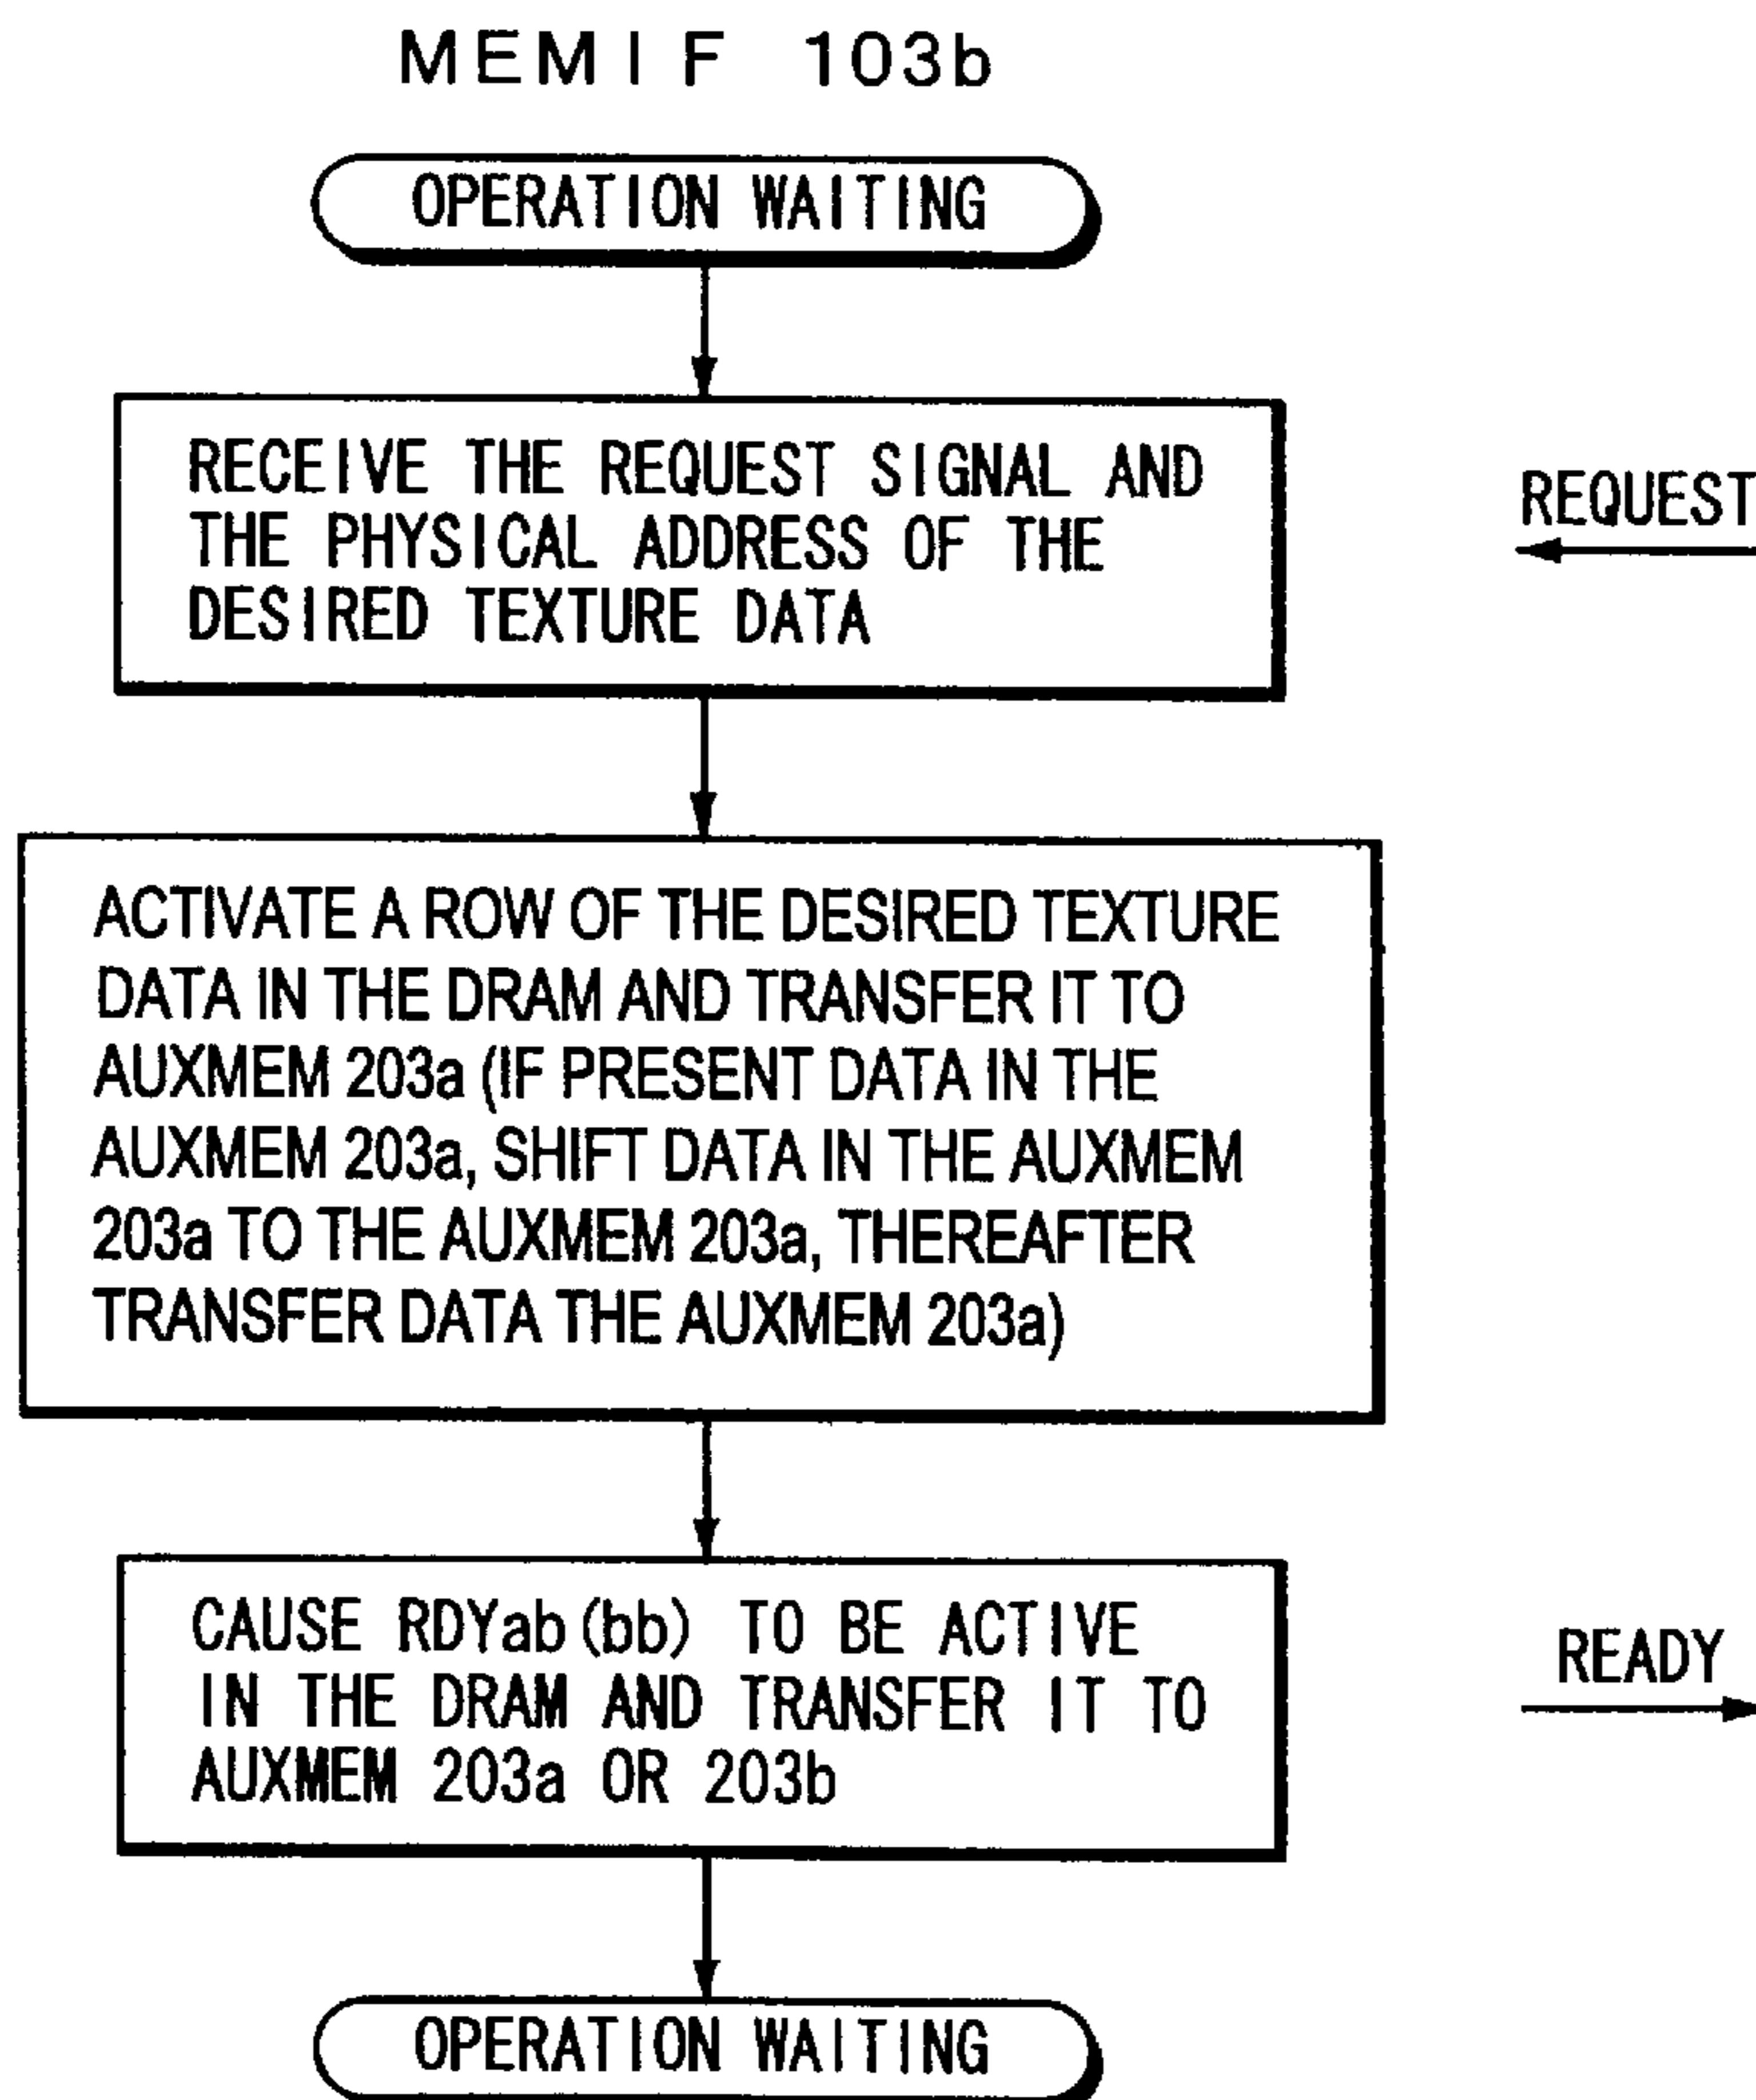 MEMIF 103b
OPERATION WAITING
RECEIVE THE REQUEST SIGNAL AND
THE PHYSICAL ADDRESS OF THE
DESIRED TEXTURE DATA
REQUEST
ACTIVATE A ROW OF THE DESIRED TEXTURE
DATA IN THE DRAM AND TRANSFER IT TO
AUXMEM 203a (IF PRESENT DATA IN THE
AUXMEM 203a, SHIFT DATA IN THE AUXMEM
203a TO THE AUXMEM 203a, THEREAFTER
TRANSFER DATA THE AUXMEM 203a)
CAUSE RDYab(bb) TO BE ACTIVE
IN THE DRAM AND TRANSFER IT TO
AUXMEM 203a OR 203b
READY
OPERATION WAITING